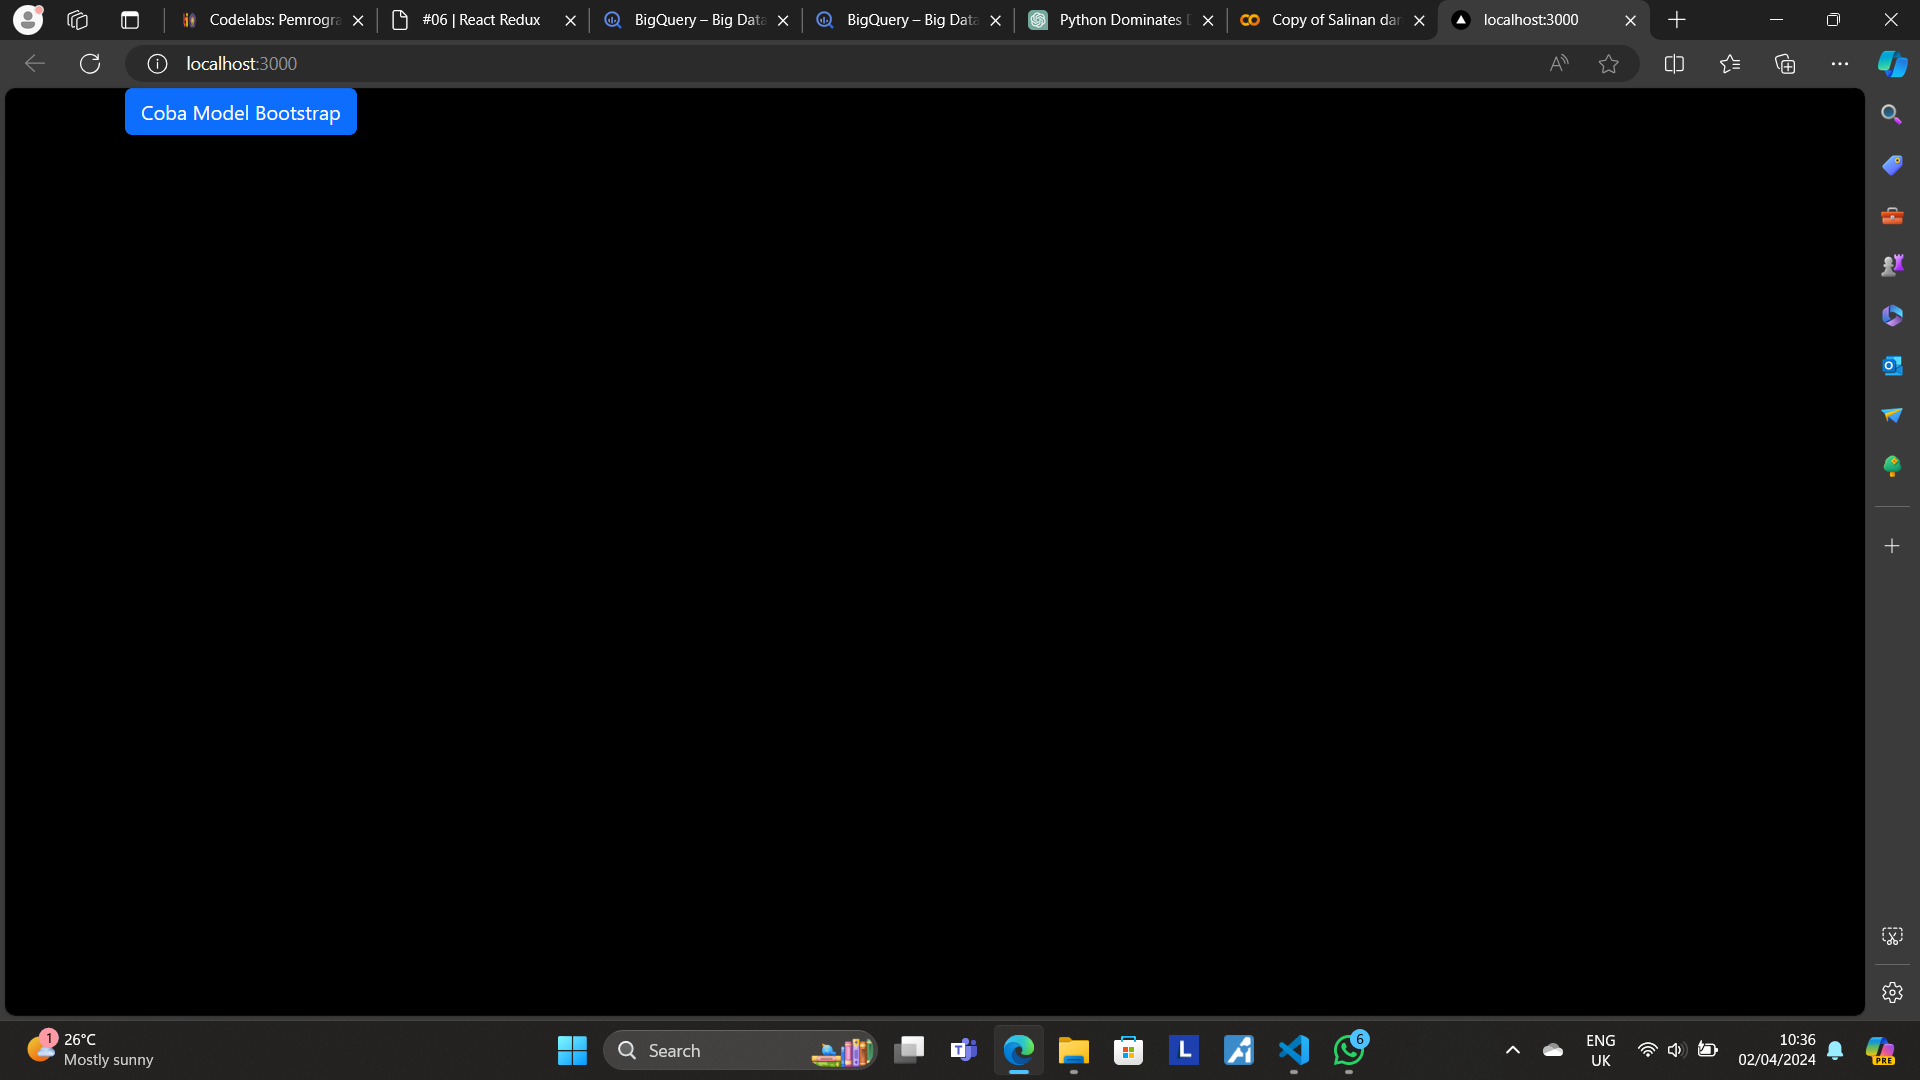 Codelabs: Pemrogra
#06 | React Redux
BigQuery – Big Data
BigQuery – Big Data
Python Dominates D
Copy of Salinan dar
localhost:3000
localhost:3000
Coba Model Bootstrap
1
26°C
Mostly sunny
Search
T
L
6
ENG
UK
10:36
02/04/2024
PRE